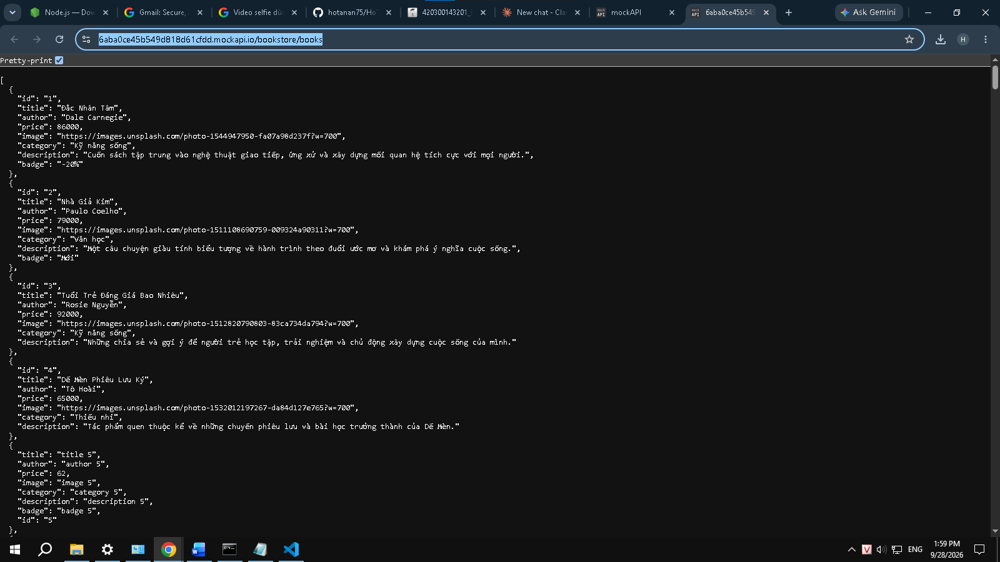 Node.js — Dow
Gmail: Secure,
Video selfie dù
hotanan75/Ho
420300143201_
New chat - Cla
mockAPI
6aba0ce45b549
Ask Gemini
6aba0ce45b549d818d61cfdd.mockapi.io/bookstore/books
H
Pretty-print
[
{
"id": "1",
"title": "Đắc Nhân Tâm",
"author": "Dale Carnegie",
"price": 86000,
"image": "https://images.unsplash.com/photo-1544947950-fa07a98d237f?w=700",
"category": "Kỹ năng sống",
"description": "Cuốn sách tập trung vào nghệ thuật giao tiếp, ứng xử và xây dựng mối quan hệ tích cực với mọi người.",
"badge": "-20%"
},
{
"id": "2",
"title": "Nhà Giả Kim",
"author": "Paulo Coelho",
"price": 79000,
"image": "https://images.unsplash.com/photo-1511108690759-009324a90311?w=700",
"category": "Văn học",
"description": "Một câu chuyện giàu tính biểu tượng về hành trình theo đuổi ước mơ và khám phá ý nghĩa cuộc sống.",
"badge": "Mới"
},
{
"id": "3",
"title": "Tuổi Trẻ Đáng Giá Bao Nhiêu",
"author": "Rosie Nguyễn",
"price": 92000,
"image": "https://images.unsplash.com/photo-1512820790803-83ca734da794?w=700",
"category": "Kỹ năng sống",
"description": "Những chia sẻ và gợi ý để người trẻ học tập, trải nghiệm và chủ động xây dựng cuộc sống của mình."
},
{
"id": "4",
"title": "Dế Mèn Phiêu Lưu Ký",
"author": "Tô Hoài",
"price": 65000,
"image": "https://images.unsplash.com/photo-1532012197267-da84d127e765?w=700",
"category": "Thiếu nhi",
"description": "Tác phẩm quen thuộc kể về những chuyến phiêu lưu và bài học trưởng thành của Dế Mèn."
},
{
"title": "title 5",
"author": "author 5",
"price": 62,
"image": "image 5",
"category": "category 5",
"description": "description 5",
"badge": "badge 5",
"id": "5"
},
ENG
1:59 PM
9/28/2026